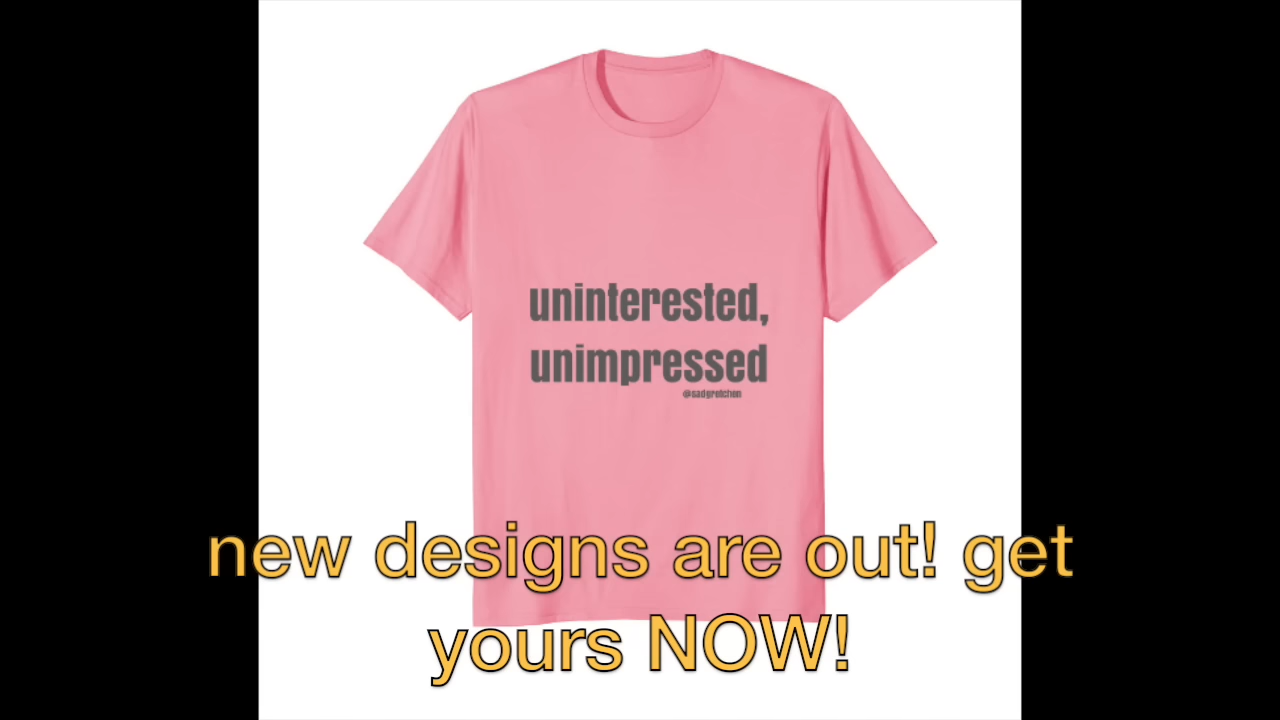 uninterested,
unimpressed
@sadgretchen
new designs are out! get
yours NOW!